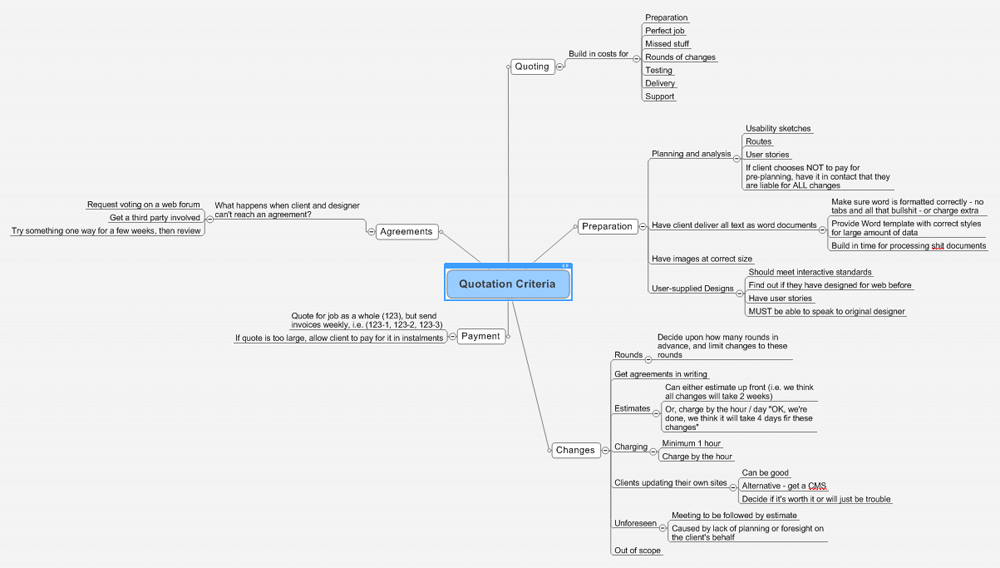 Quotation Criteria
Quoting
Build in costs for
Preparation
Perfect job
Missed stuff
Rounds of changes
Testing
Delivery
Support
Preparation
Planning and analysis
Usability sketches
Routes
User stories
If client chooses NOT to pay for
pre-planning, have it in contact that they
are liable for ALL changes
Have client deliver all text as word documents
Make sure word is formatted correctly - no
tabs and all that bullshit - or charge extra
Provide Word template with correct styles
for large amount of data
Build in time for processing shit documents
Have images at correct size
User-supplied Designs
Should meet interactive standards
Find out if they have designed for web before
Have user stories
MUST be able to speak to original designer
Changes
Rounds
Decide upon how many rounds in
advance, and limit changes to these
rounds
Get agreements in writing
Estimates
Can either estimate up front (i.e. we think
all changes will take 2 weeks)
Or, charge by the hour / day "OK, we're
done, we think it will take 4 days fir these
changes"
Charging
Minimum 1 hour
Charge by the hour
Clients updating their own sites
Can be good
Alternative - get a CMS
Decide if it's worth it or will just be trouble
Unforeseen
Meeting to be followed by estimate
Caused by lack of planning or foresight on
the client's behalf
Out of scope
Payment
Quote for job as a whole (123), but send
invoices weekly, i.e. (123-1, 123-2, 123-3)
If quote is too large, allow client to pay for it in instalments
Agreements
What happens when client and designer
can't reach an agreement?
Request voting on a web forum
Get a third party involved
Try something one way for a few weeks, then review